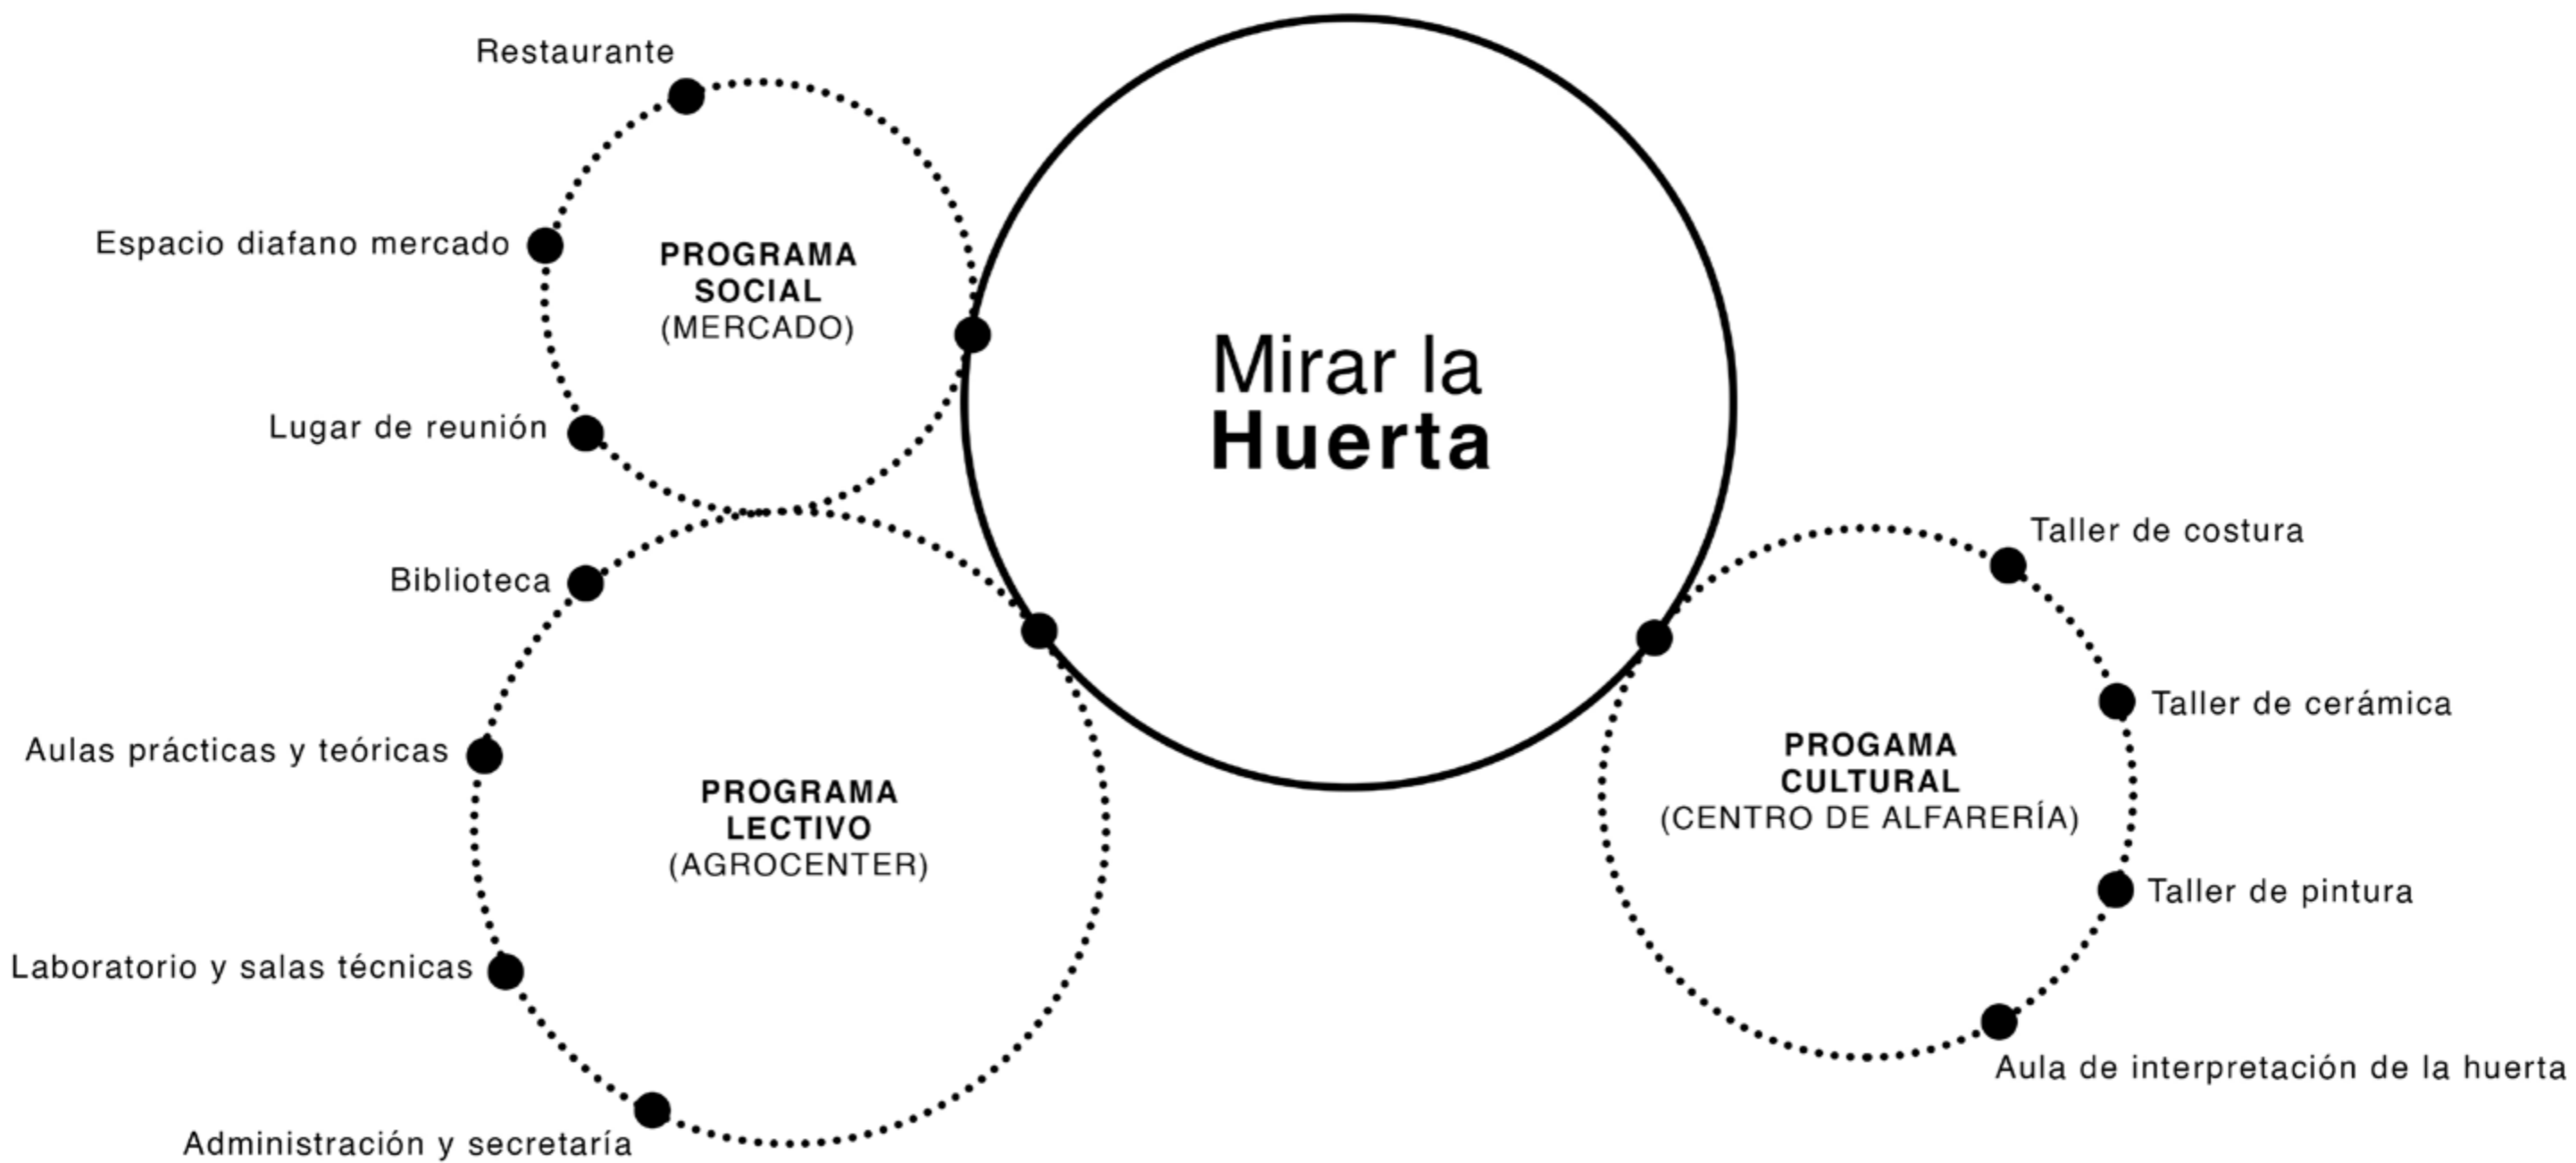 Restaurante
Espacio diafano mercado
PROGRAMA
SOCIAL
(MERCADO)
Lugar de reunión
Mirar la
Huerta
Biblioteca
Aulas prácticas y teóricas
PROGRAMA
LECTIVO
(AGROCENTER)
Laboratorio y salas técnicas
Administración y secretaría
Taller de costura
Taller de cerámica
PROGAMA
CULTURAL
(CENTRO DE ALFARERÍA)
Taller de pintura
Aula de interpretación de la huerta